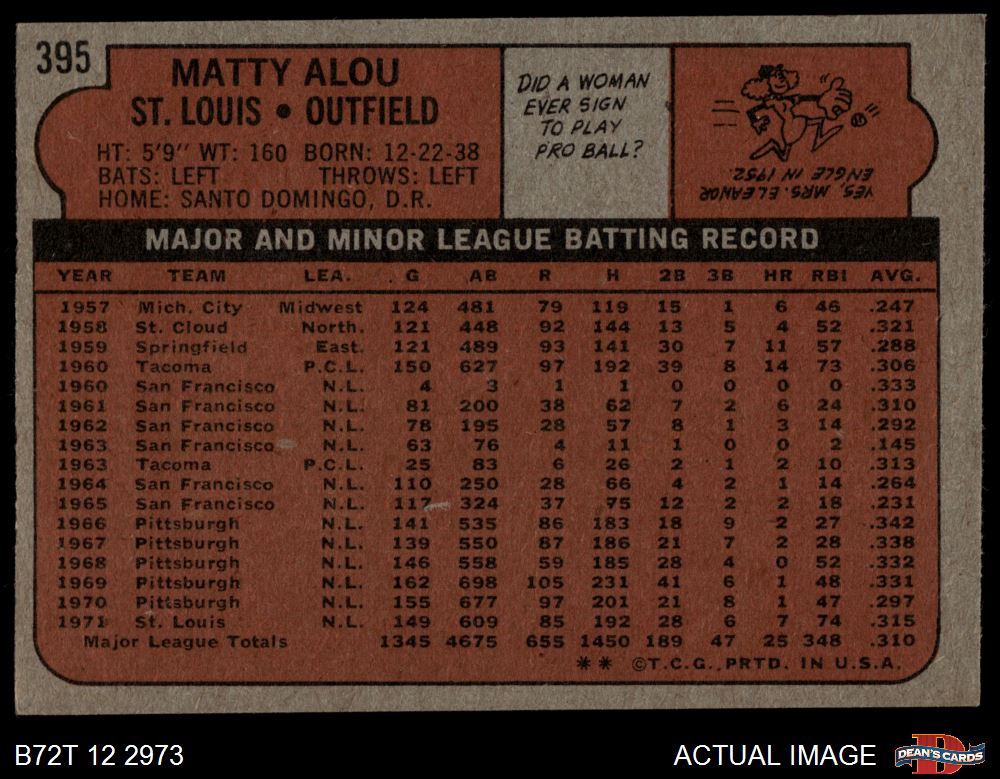 395
MATTY ALOU
ST. LOUIS • OUTFIELD
HT: 5'9" WT: 160 BORN: 12-22-38
BATS: LEFT THROWS: LEFT
HOME: SANTO DOMINGO, D.R.
DID A WOMAN
EVER SIGN
TO PLAY
PRO BALL?
YES, MRS. ELEANOR
ENGLE IN 1952.
MAJOR AND MINOR LEAGUE BATTING RECORD
YEAR TEAM LEA. G AB R H 2B 3B HR RBI AVG.
1957 Mich. City Midwest 124 481 79 119 15 1 6 46 .247
1958 St. Cloud North. 121 448 92 144 13 5 4 52 .321
1959 Springfield East. 121 489 93 141 30 7 11 57 .288
1960 Tacoma P.C.L. 150 627 97 192 39 8 14 73 .306
1960 San Francisco N.L. 4 3 1 1 0 0 0 0 .333
1961 San Francisco N.L. 81 200 38 62 7 2 6 24 .310
1962 San Francisco N.L. 78 195 28 57 8 1 3 14 .292
1963 San Francisco N.L. 63 76 4 11 1 0 0 2 .145
1963 Tacoma P.C.L. 25 83 6 26 2 1 2 10 .313
1964 San Francisco N.L. 110 250 28 66 4 2 1 14 .264
1965 San Francisco N.L. 117 324 37 75 12 2 2 18 .231
1966 Pittsburgh N.L. 141 535 86 183 18 9 2 27 .342
1967 Pittsburgh N.L. 139 550 87 186 21 7 2 28 .338
1968 Pittsburgh N.L. 146 558 59 185 28 4 0 52 .332
1969 Pittsburgh N.L. 162 698 105 231 41 6 1 48 .331
1970 Pittsburgh N.L. 155 677 97 201 21 8 1 47 .297
1971 St. Louis N.L. 149 609 85 192 28 6 7 74 .315
Major League Totals 1345 4675 655 1450 189 47 25 348 .310
** ©T.C.G., PRTD. IN U.S.A.
B72T 12 2973
ACTUAL IMAGE
D
DEAN'S CARDS